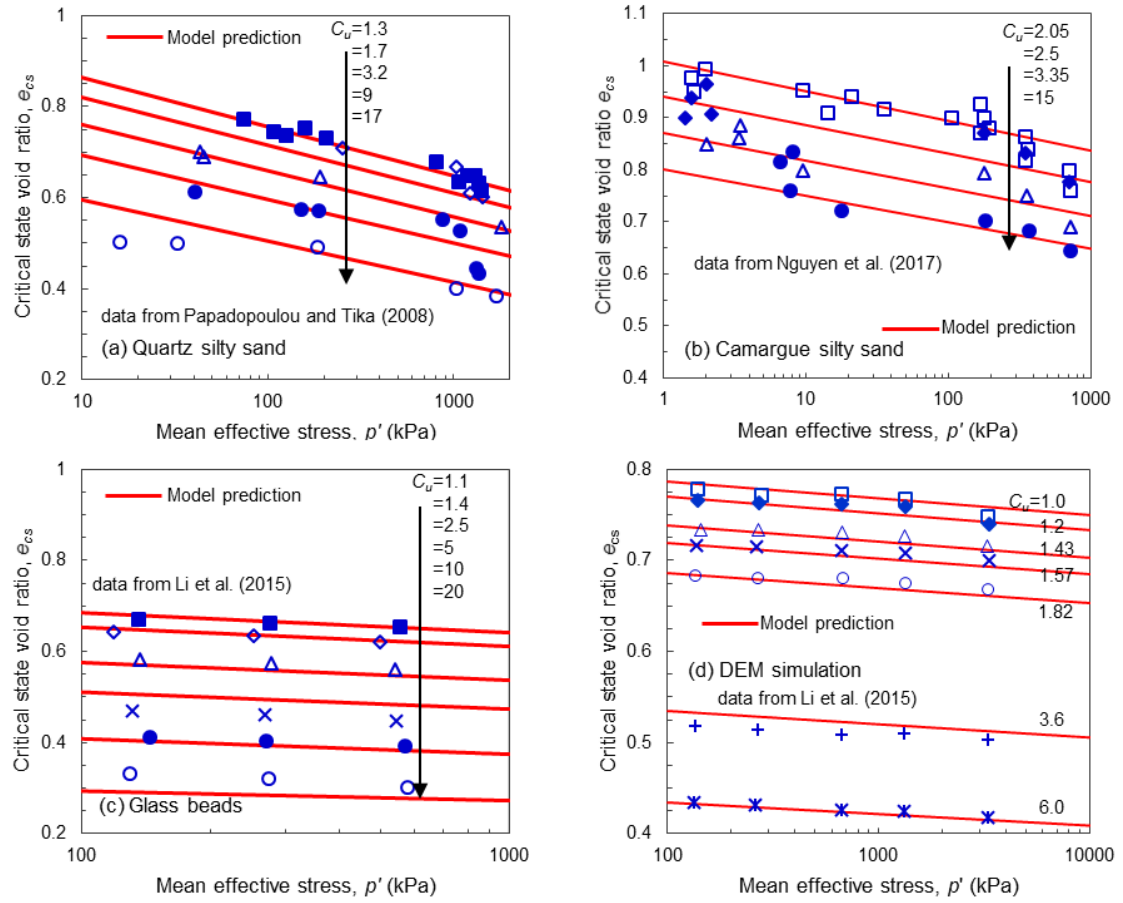 1
0.8
0.6
0.4
0.2
10
100
1000
Critical state void ratio, e_cs
Mean effective stress, p' (kPa)
Model prediction
C_u=1.3
=1.7
=3.2
=9
=17
data from Papadopoulou and Tika (2008)
(a) Quartz silty sand
1.1
1
0.9
0.8
0.7
0.6
0.5
0.4
1
10
100
1000
Critical state void ratio, e_cs
Mean effective stress, p' (kPa)
C_u=2.05
=2.5
=3.35
=15
data from Nguyen et al. (2017)
Model prediction
(b) Camargue silty sand
1
0.8
0.6
0.4
0.2
100
1000
Critical state void ratio, e_cs
Mean effective stress, p' (kPa)
Model prediction
C_u=1.1
=1.4
=2.5
=5
=10
=20
data from Li et al. (2015)
(c) Glass beads
0.8
0.7
0.6
0.5
0.4
100
1000
10000
Critical state void ratio, e_cs
Mean effective stress, p' (kPa)
C_u=1.0
1.2
1.43
1.57
1.82
Model prediction
(d) DEM simulation
data from Li et al. (2015)
3.6
6.0